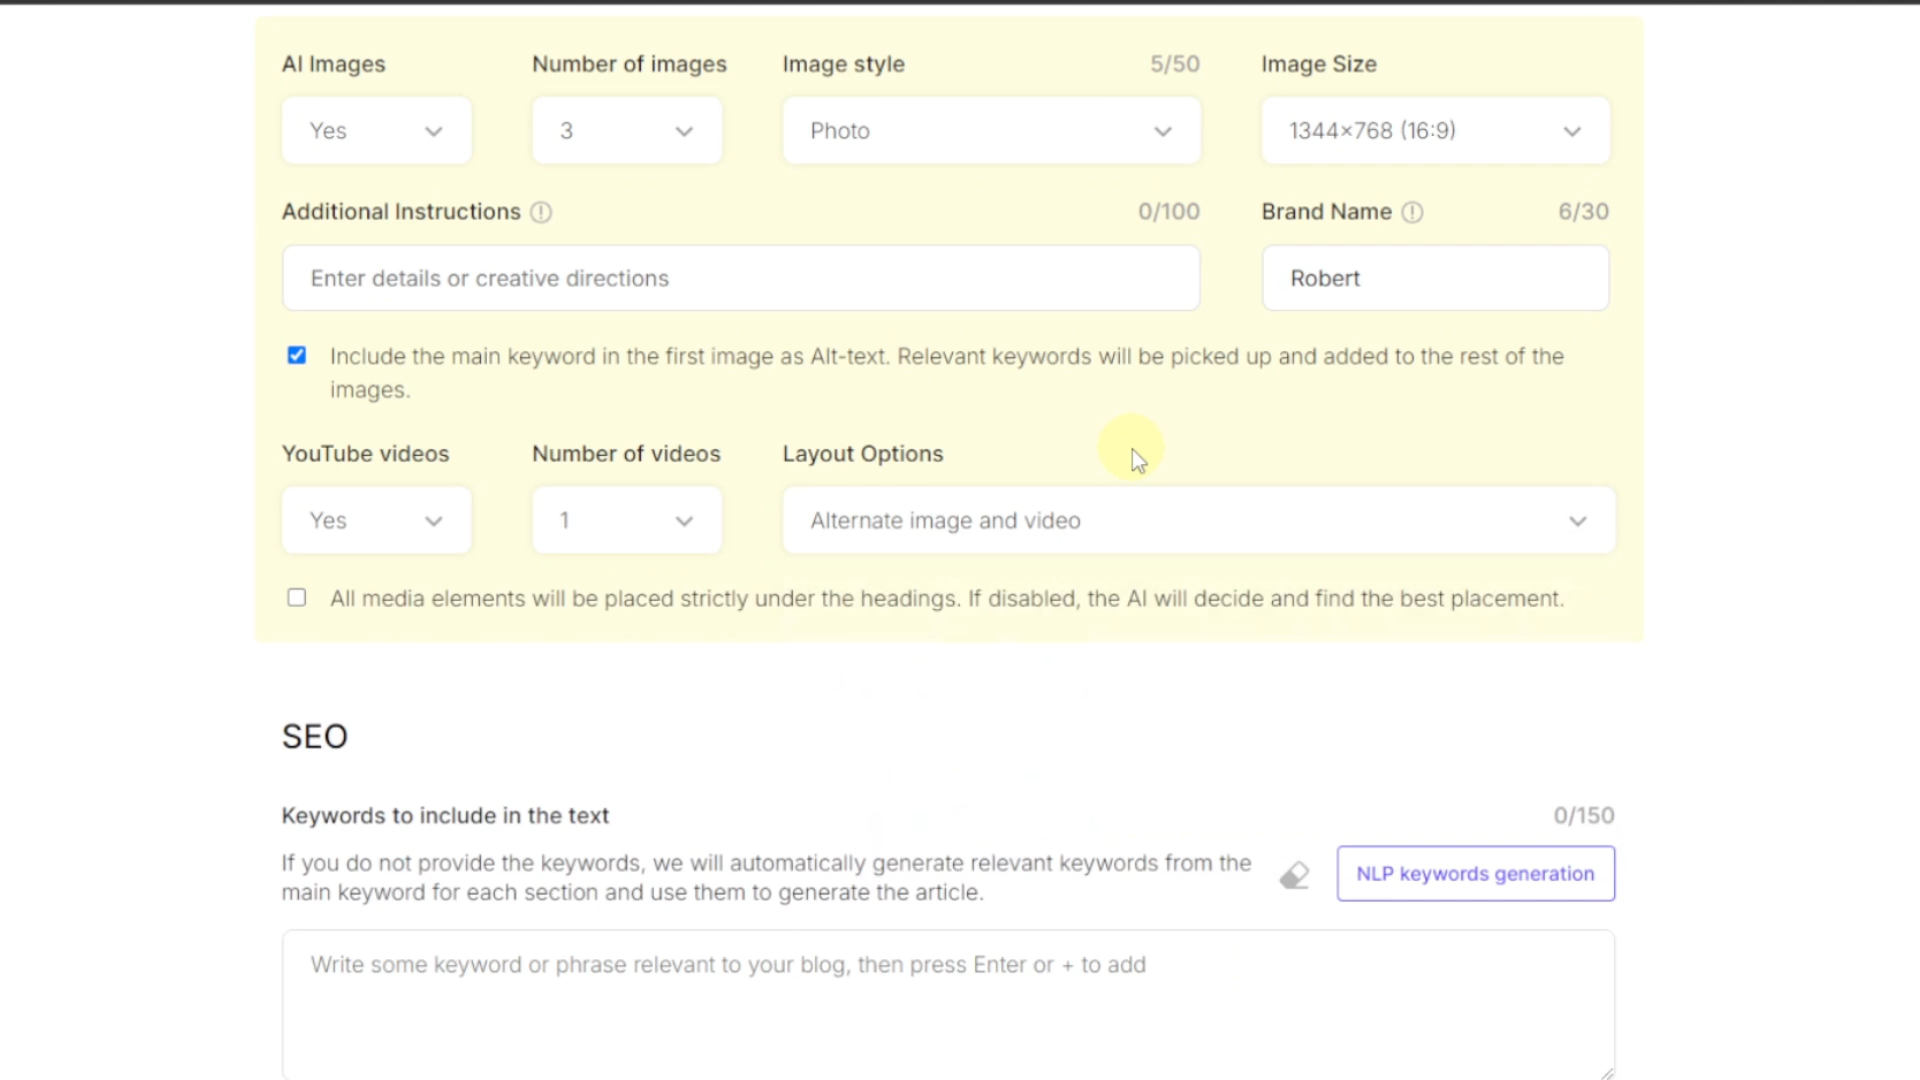 AI Images
Number of images
Image style
5/50
Image Size
Yes
3
Photo
1344×768 (16:9)
Additional Instructions
0/100
Brand Name
6/30
Enter details or creative directions
Robert
Include the main keyword in the first image as Alt-text. Relevant keywords will be picked up and added to the rest of the
images.
YouTube videos
Number of videos
Layout Options
Yes
1
Alternate image and video
All media elements will be placed strictly under the headings. If disabled, the AI will decide and find the best placement.
SEO
Keywords to include in the text
0/150
If you do not provide the keywords, we will automatically generate relevant keywords from the
main keyword for each section and use them to generate the article.
NLP keywords generation
Write some keyword or phrase relevant to your blog, then press Enter or + to add